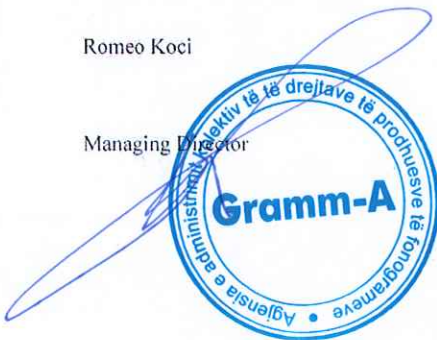 Romeo Koci
Managing Director
Agjensia e administrimit kolektiv të të drejtave të prodhuesve të fonogrameve •
Gramm-A